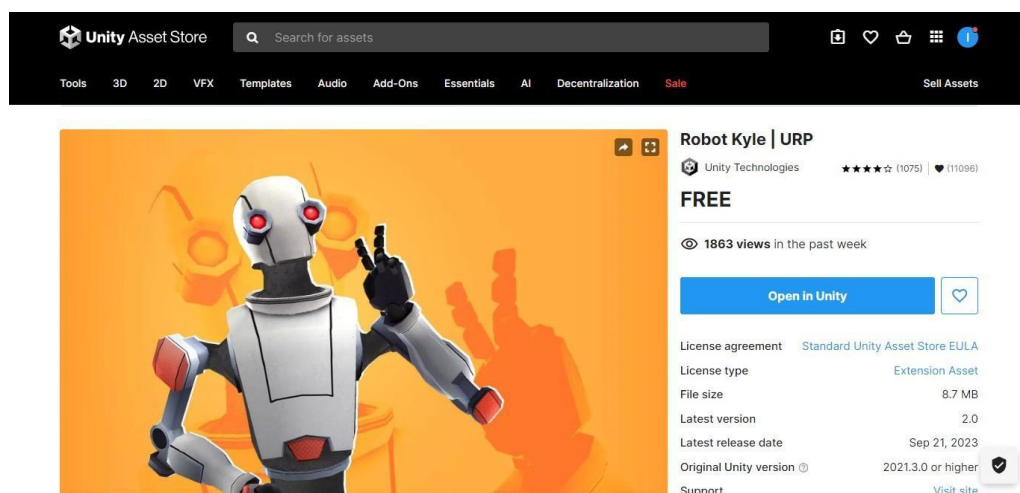 Unity Asset Store
Search for assets
Tools 3D 2D VFX Templates Audio Add-Ons Essentials AI Decentralization Sale Sell Assets
Robot Kyle | URP
Unity Technologies ★★★★☆ (1075) | ♥ (11096)
FREE
1863 views in the past week
Open in Unity
License agreement Standard Unity Asset Store EULA
License type Extension Asset
File size 8.7 MB
Latest version 2.0
Latest release date Sep 21, 2023
Original Unity version 2021.3.0 or higher
Support Visit site